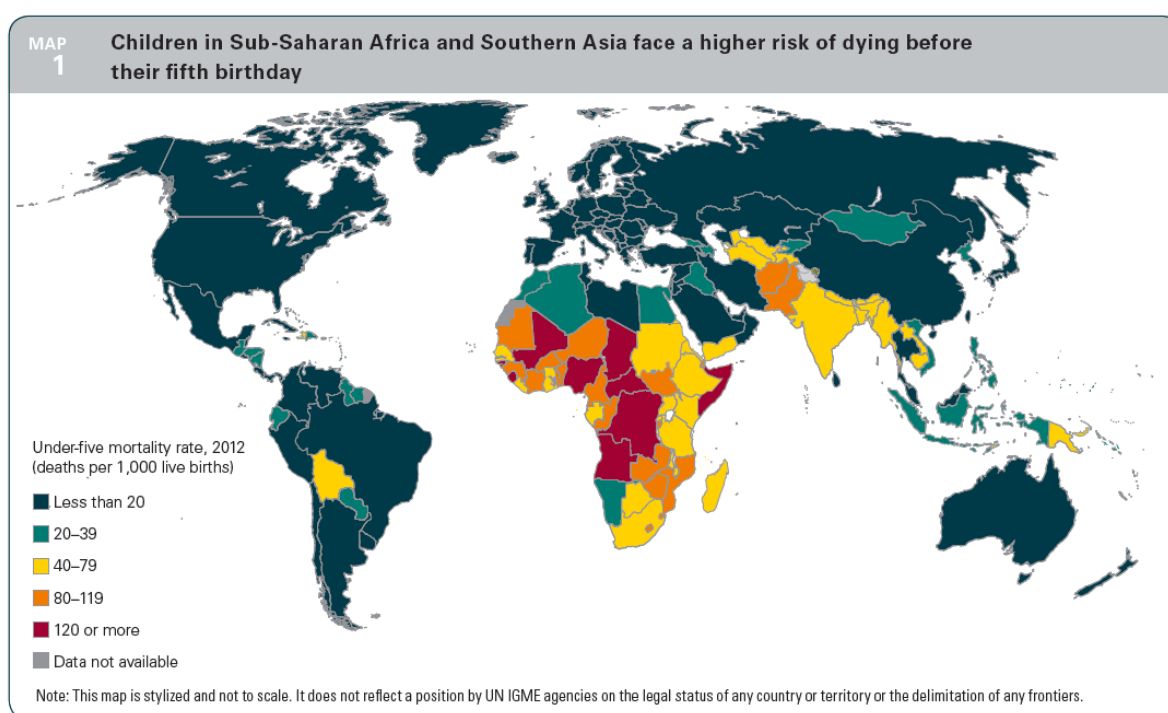 MAP
1
Children in Sub-Saharan Africa and Southern Asia face a higher risk of dying before
their fifth birthday
Under-five mortality rate, 2012
(deaths per 1,000 live births)
Less than 20
20–39
40–79
80–119
120 or more
Data not available
Note: This map is stylized and not to scale. It does not reflect a position by UN IGME agencies on the legal status of any country or territory or the delimitation of any frontiers.